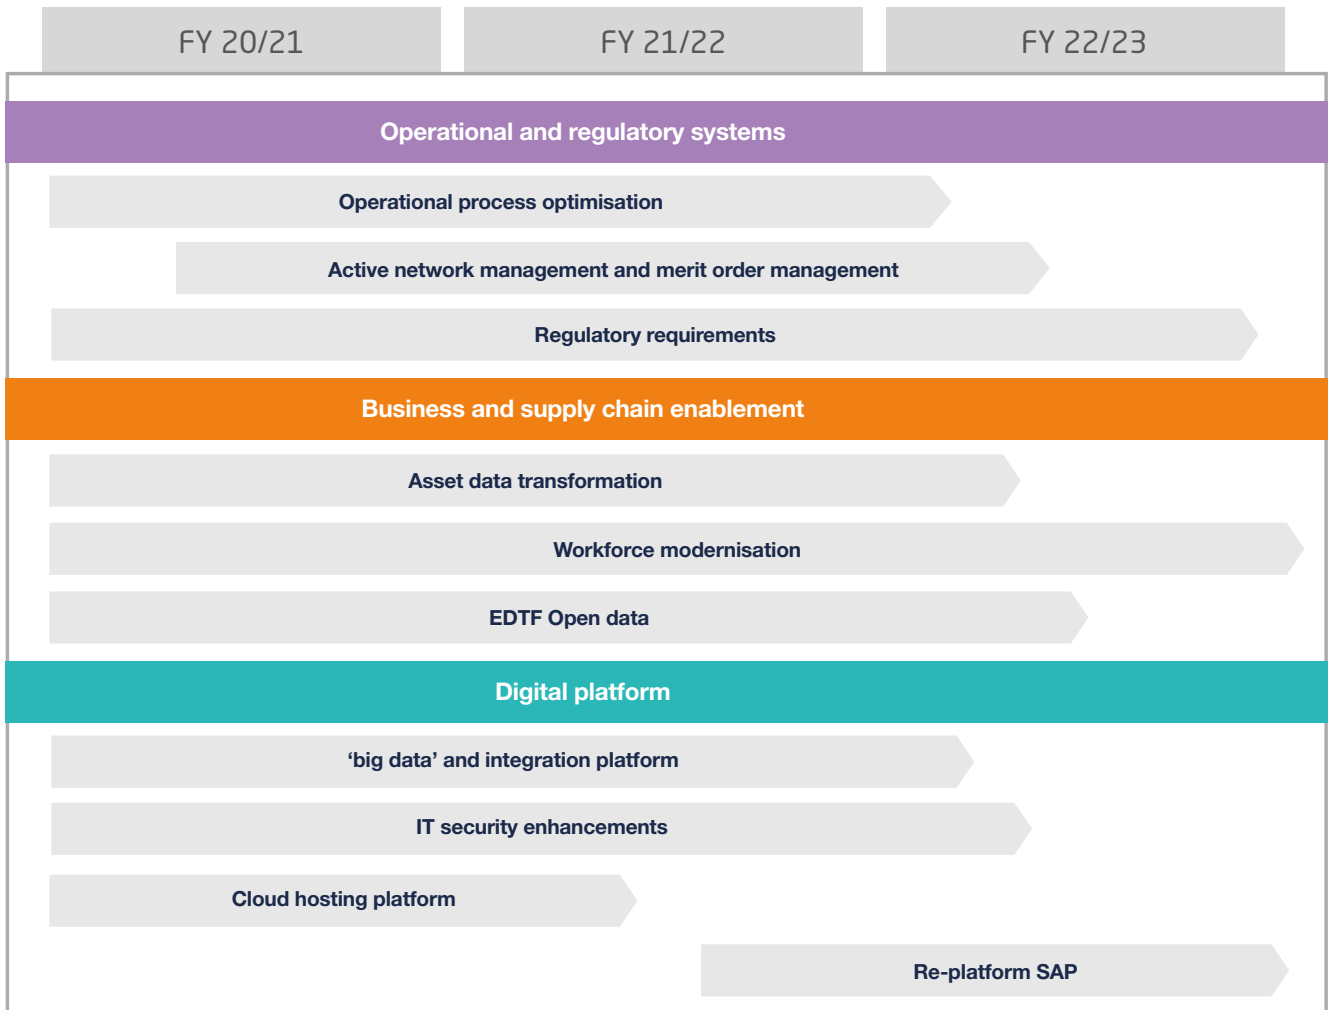 FY 20/21
FY 21/22
FY 22/23
Operational and regulatory systems
Operational process optimisation
Active network management and merit order management
Regulatory requirements
Business and supply chain enablement
Asset data transformation
Workforce modernisation
EDTF Open data
Digital platform
‘big data’ and integration platform
IT security enhancements
Cloud hosting platform
Re-platform SAP